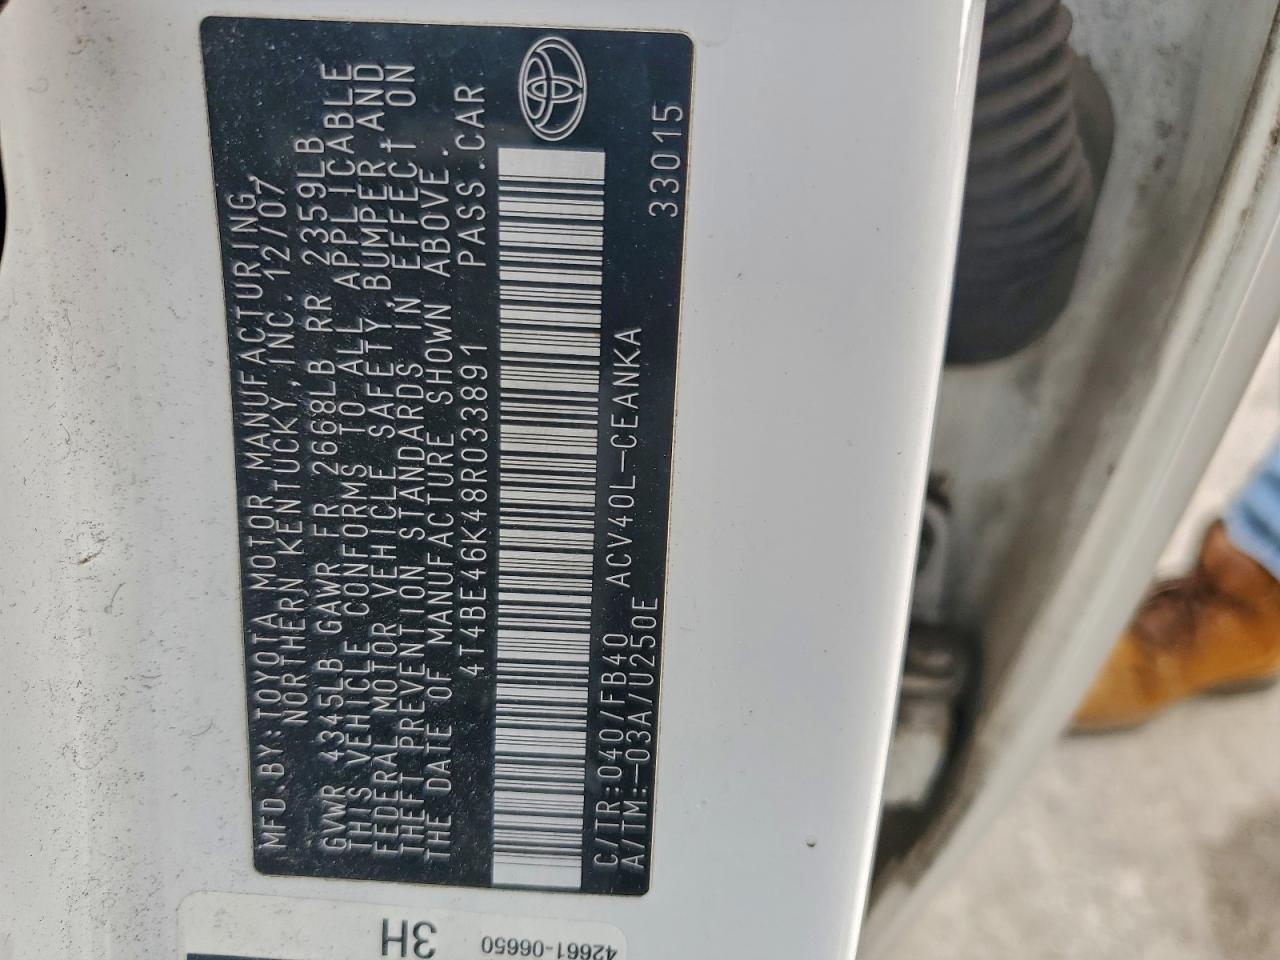 MFD.BY:TOYOTA MOTOR MANUFACTURING,
NORTHERN KENTUCKY, INC. 12/07
GVWR 4345LB GAWR FR 2668LB RR 2359LB
THIS VEHICLE CONFORMS TO ALL APPLICABLE
FEDERAL MOTOR VEHICLE SAFETY,BUMPER,AND
THEFT PREVENTION STANDARDS IN EFFECT ON
THE DATE OF MANUFACTURE SHOWN ABOVE.
4T4BE46K48R033891 PASS.CAR
C/TR:040/FB40 ACV40L-CEANKA 33015
A/TM:-03A/U250E
3H
42661-06650